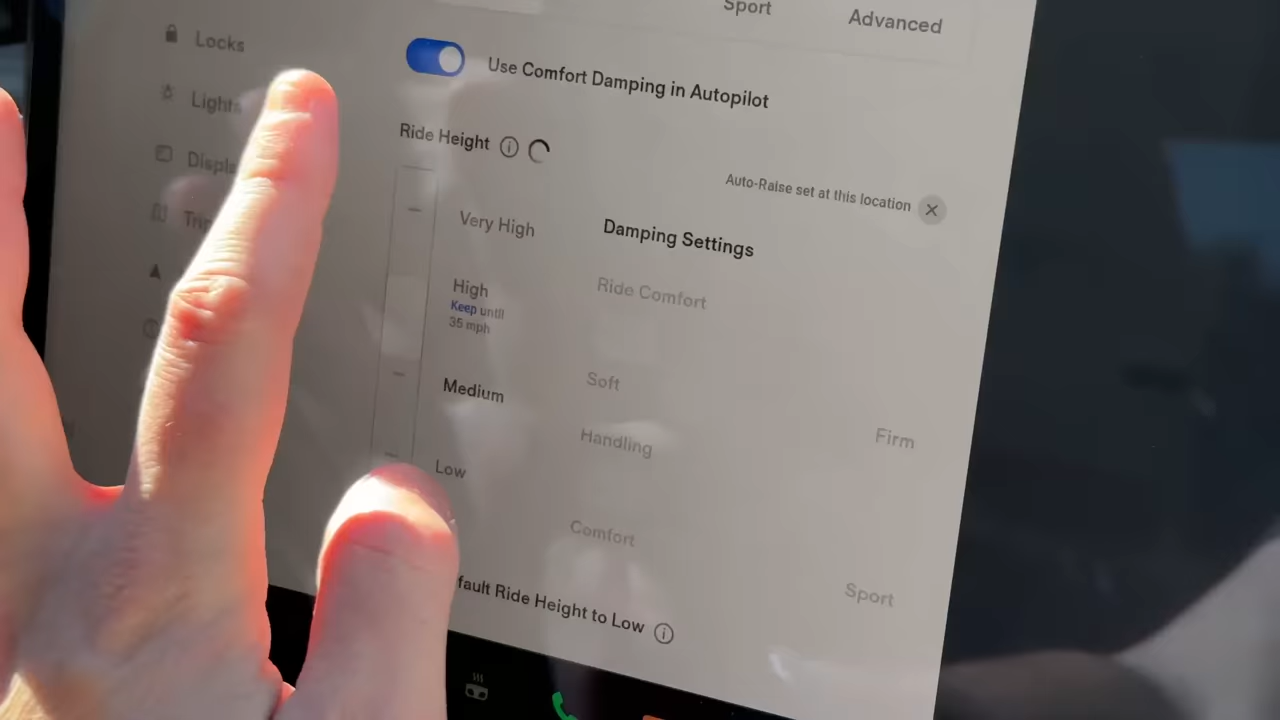 Sport
Advanced
Locks
Use Comfort Damping in Autopilot
Lights
Ride Height
Auto-Raise set at this location
Very High
Damping Settings
High
Keep until
35 mph
Ride Comfort
Medium
Soft
Firm
Handling
Low
Comfort
Sport
fault Ride Height to Low